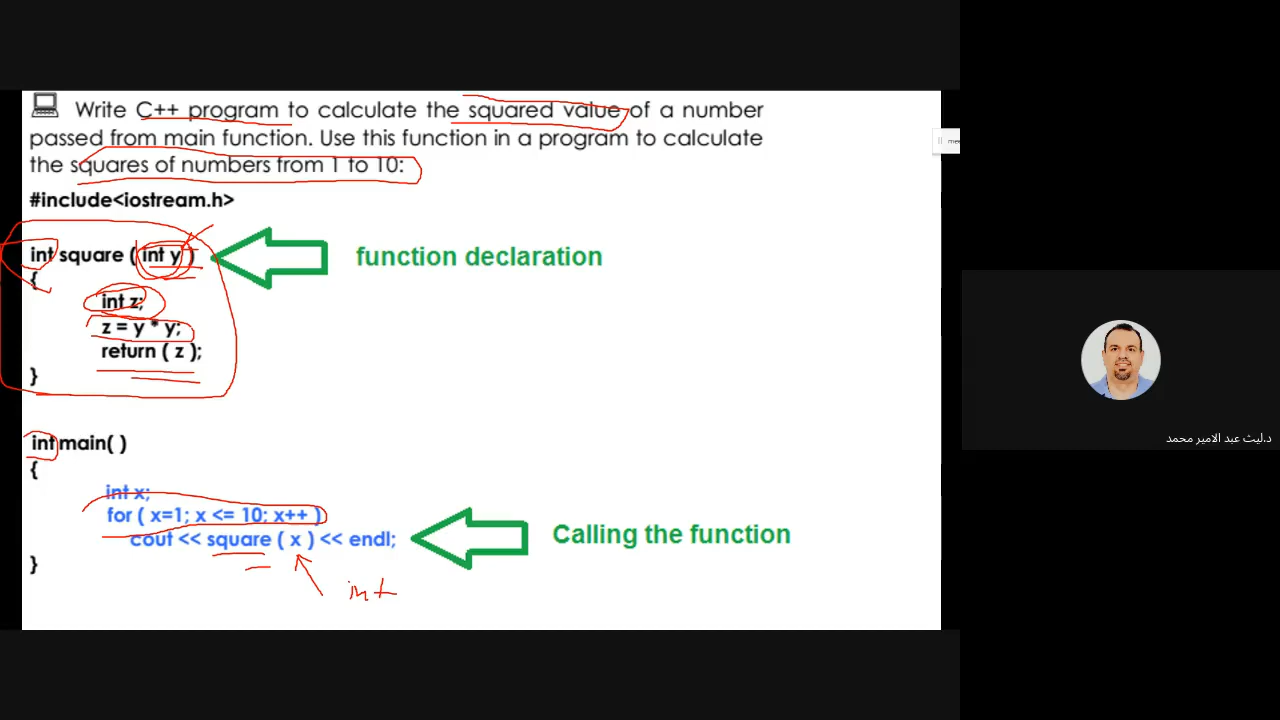 Write C++ program to calculate the squared value of a number
passed from main function. Use this function in a program to calculate
the squares of numbers from 1 to 10:
#include<iostream.h>
int square ( int y )
function declaration
{
int z;
z = y * y;
return ( z );
}
int main( )
{
int x;
for ( x=1; x <= 10; x++ )
cout << square ( x ) << endl;
Calling the function
}
int
mee
د.ليث عبد الامير محمد